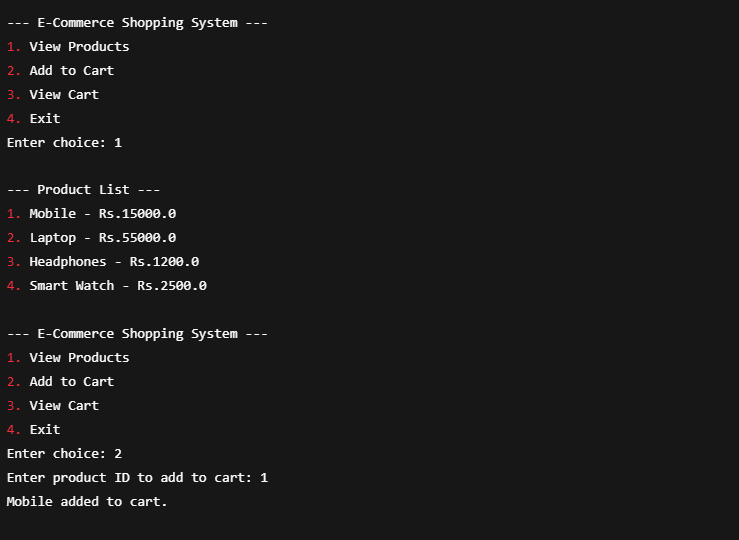 --- E-Commerce Shopping System ---
1. View Products
2. Add to Cart
3. View Cart
4. Exit
Enter choice: 1
--- Product List ---
1. Mobile - Rs.15000.0
2. Laptop - Rs.55000.0
3. Headphones - Rs.1200.0
4. Smart Watch - Rs.2500.0
--- E-Commerce Shopping System ---
1. View Products
2. Add to Cart
3. View Cart
4. Exit
Enter choice: 2
Enter product ID to add to cart: 1
Mobile added to cart.